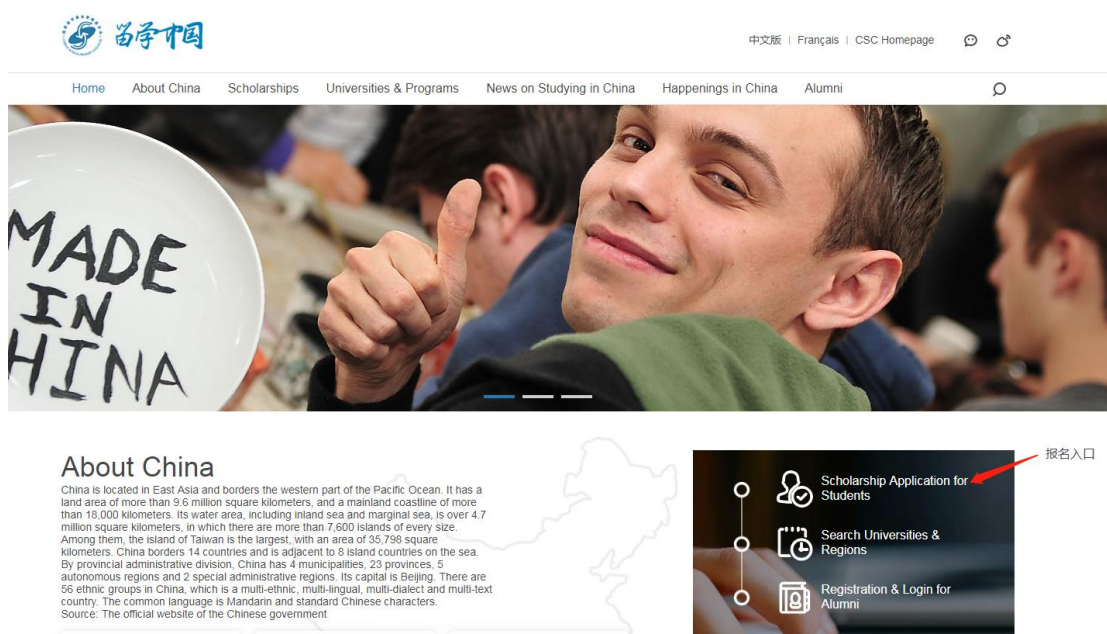 留学中国
中文版 | Français | CSC Homepage
Home About China Scholarships Universities & Programs News on Studying in China Happenings in China Alumni
MADE
IN
HINA
About China
China is located in East Asia and borders the western part of the Pacific Ocean. It has a
land area of more than 9.6 million square kilometers, and a mainland coastline of more
than 18,000 kilometers. Its water area, including inland sea and marginal sea, is over 4.7
million square kilometers, in which there are more than 7,600 islands of every size.
Among them, the island of Taiwan is the largest, with an area of 35,798 square
kilometers. China borders 14 countries and is adjacent to 8 island countries on the sea.
By provincial administrative division, China has 4 municipalities, 23 provinces, 5
autonomous regions and 2 special administrative regions. Its capital is Beijing. There are
56 ethnic groups in China, which is a multi-ethnic, multi-lingual, multi-dialect and multi-text
country. The common language is Mandarin and standard Chinese characters.
Source: The official website of the Chinese government
报名入口
Scholarship Application for
Students
Search Universities &
Regions
Registration & Login for
Alumni